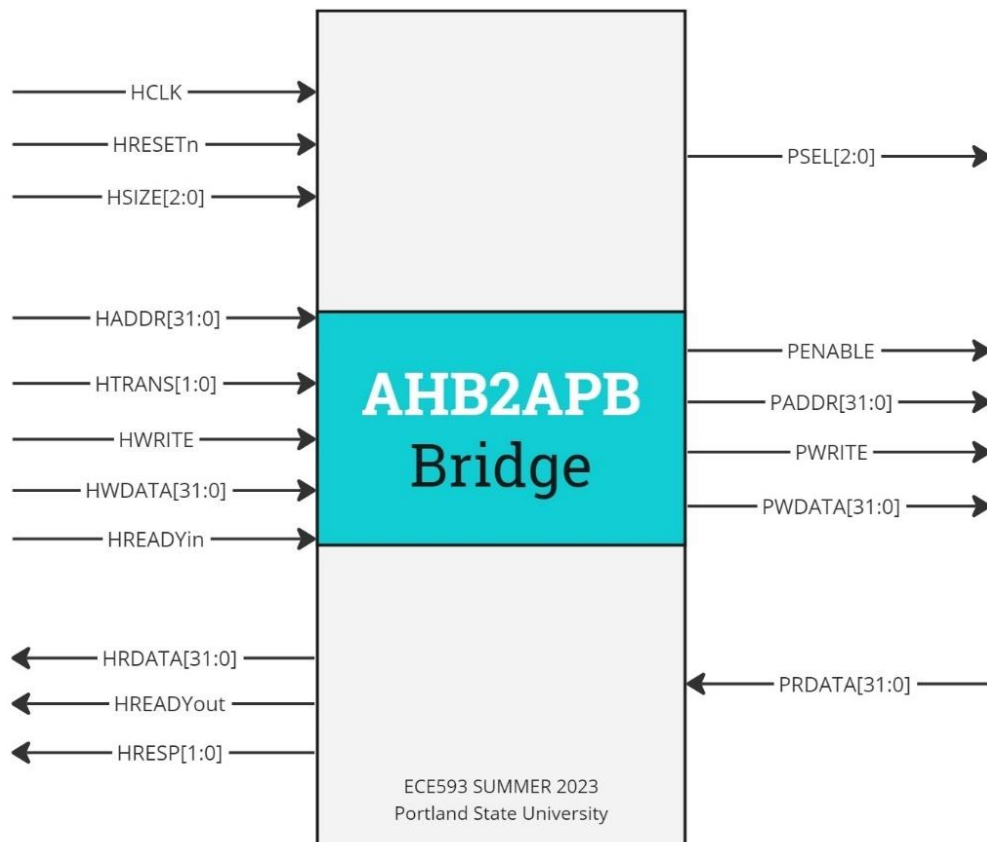 HCLK
HRESETn
HSIZE[2:0]
HADDR[31:0]
HTRANS[1:0]
HWRITE
HWDATA[31:0]
HREADYin
HRDATA[31:0]
HREADYout
HRESP[1:0]
AHB2APB
Bridge
ECE593 SUMMER 2023
Portland State University
PSEL[2:0]
PENABLE
PADDR[31:0]
PWRITE
PWDATA[31:0]
PRDATA[31:0]